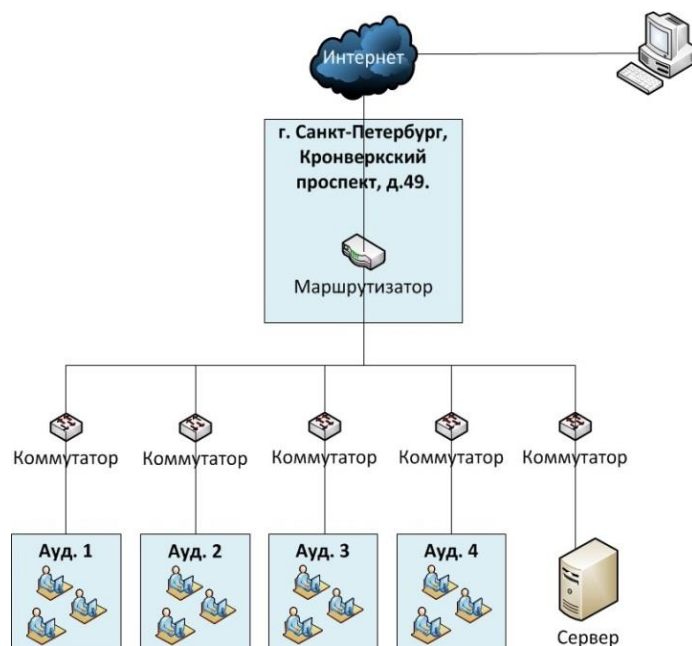 Интернет
г. Санкт-Петербург,
Кронверкский
проспект, д.49.
Маршрутизатор
Коммутатор
Коммутатор
Коммутатор
Коммутатор
Коммутатор
Ауд. 1
Ауд. 2
Ауд. 3
Ауд. 4
Сервер